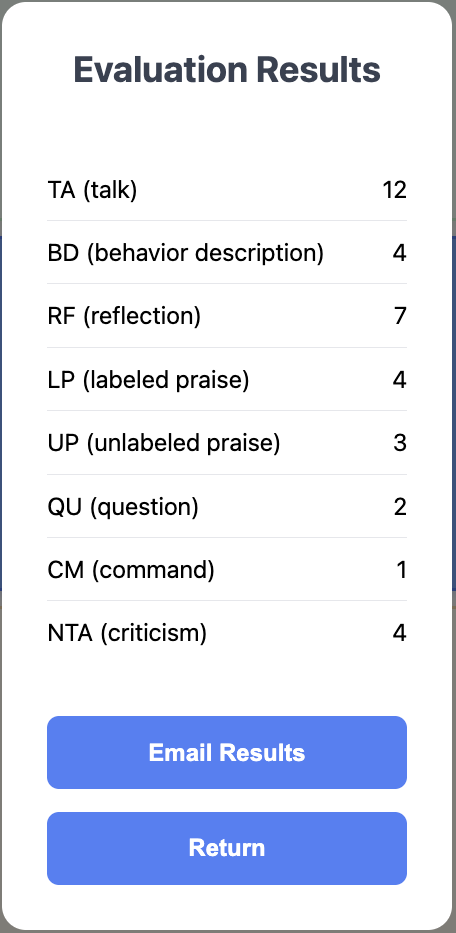 Evaluation Results
TA (talk) 12
BD (behavior description) 4
RF (reflection) 7
LP (labeled praise) 4
UP (unlabeled praise) 3
QU (question) 2
CM (command) 1
NTA (criticism) 4
Email Results
Return